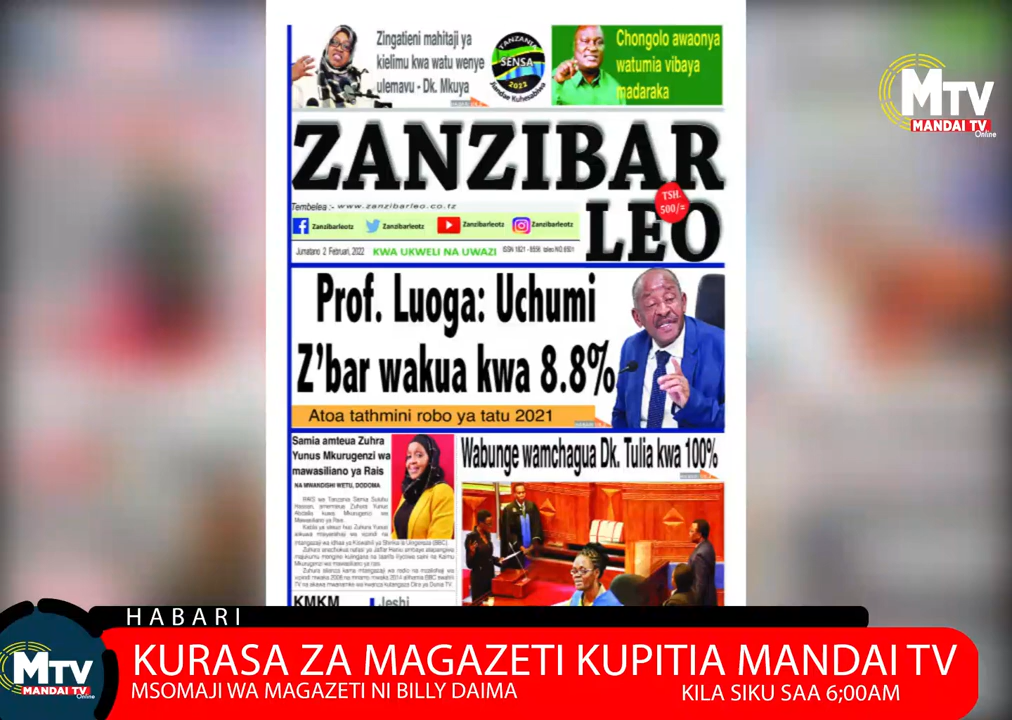 Zingatieni mahitaji ya
kielimu kwa watu wenye
ulemavu - Dk. Mkuya
TANZANIA
SENSA
2022
Jiandae Kuhesabiwa
Chongolo awaonya
watumia vibaya
madaraka
MTV
MANDAI TV
Online
ZANZIBAR
LEO
TSH.
500/=
Tembelea :- www.zanzibarleo.co.tz
Zanzibarleotz Zanzibarleotz Zanzibarleotz Zanzibarleotz
Jumatano 2 Februari, 2022 KWA UKWELI NA UWAZI
Prof. Luoga: Uchumi
Z'bar wakua kwa 8.8%
Atoa tathmini robo ya tatu 2021
Samia amteua Zuhra
Yunus Mkurugenzi wa
mawasiliano ya Rais
NA MWANDISHI WETU, DODOMA
Wabunge wamchagua Dk. Tulia kwa 100%
KMKM
Jeshi
HABARI
KURASA ZA MAGAZETI KUPITIA MANDAI TV
MSOMAJI WA MAGAZETI NI BILLY DAIMA
KILA SIKU SAA 6;00AM
MTV
MANDAI TV
Online